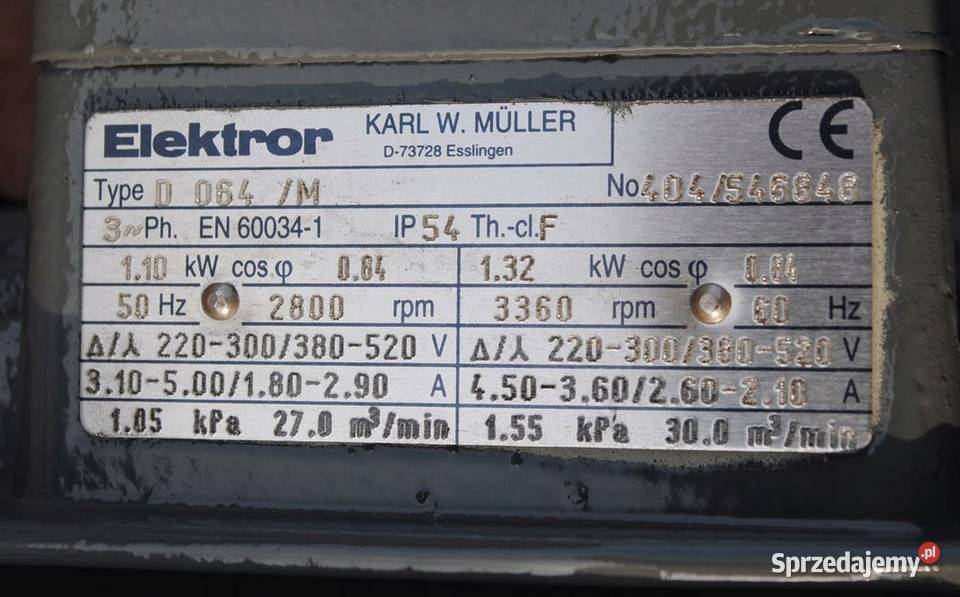 Elektror KARL W. MÜLLER
D-73728 Esslingen
CE
Type D 064 /M No 404/546848
3~Ph. EN 60034-1 IP 54 Th.-cl. F
1.10 kW cos φ 0.84 1.32 kW cos φ 0.84
50 Hz 2800 rpm 3360 rpm 60 Hz
Δ/⅄ 220-300/380-520 V Δ/⅄ 220-300/380-520 V
3.10-5.00/1.80-2.90 A 4.50-3.60/2.60-2.10 A
1.05 kPa 27.0 m³/min 1.55 kPa 30.0 m³/min
Sprzedajemy.pl